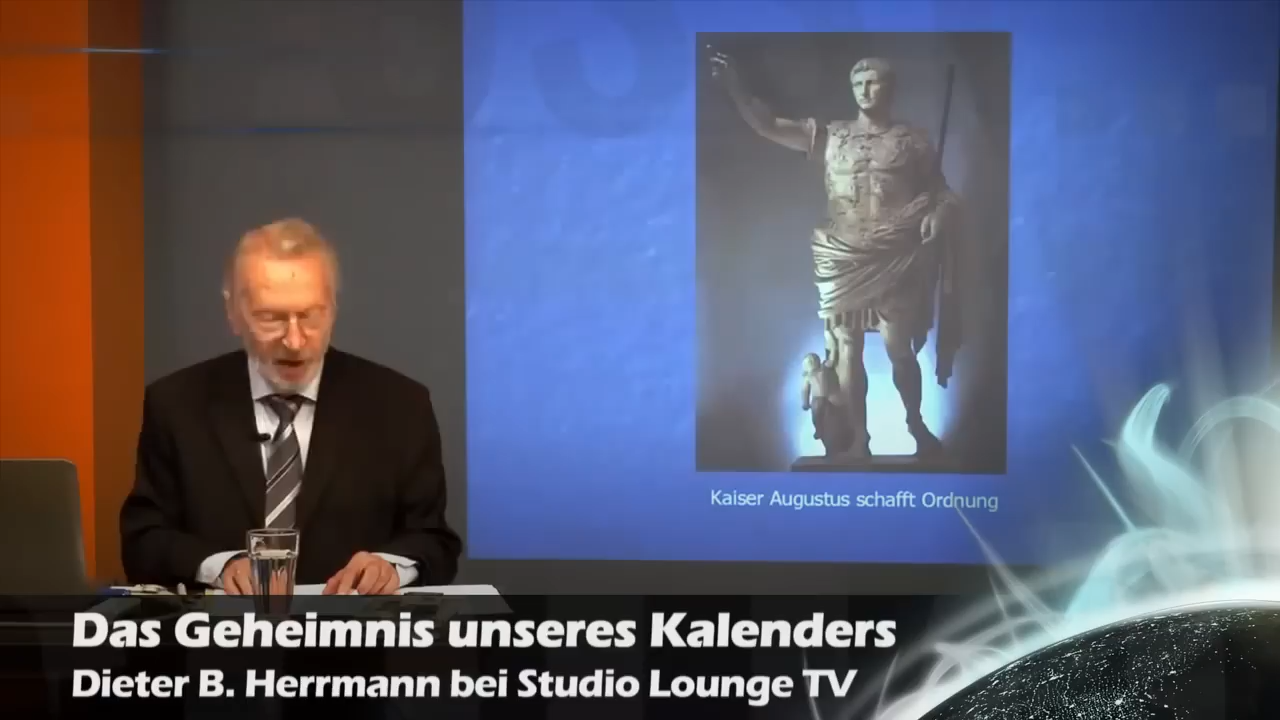 Kaiser Augustus schafft Ordnung
Das Geheimnis unseres Kalenders
Dieter B. Herrmann bei Studio Lounge TV